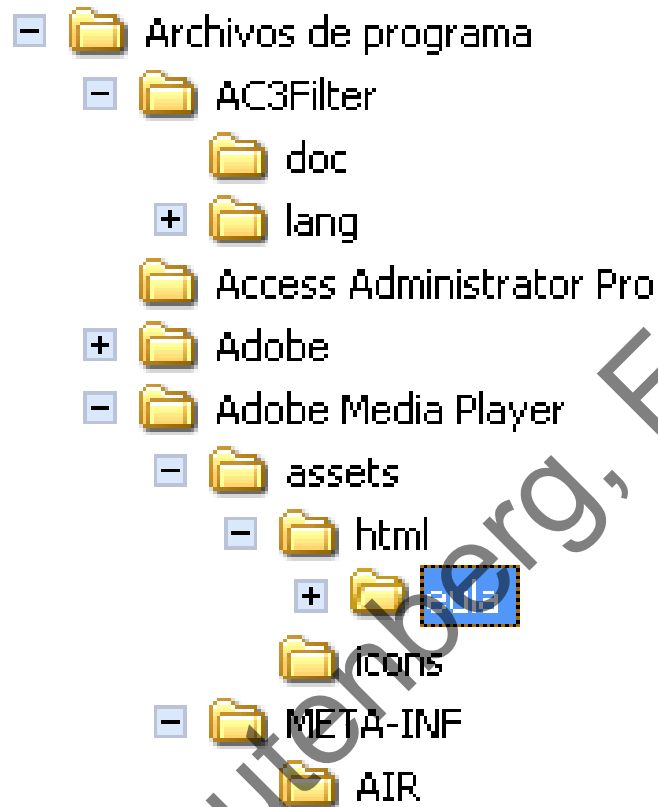 Archivos de programa
AC3Filter
doc
lang
Access Administrator Pro
Adobe
Adobe Media Player
assets
html
eula
icons
META-INF
AIR